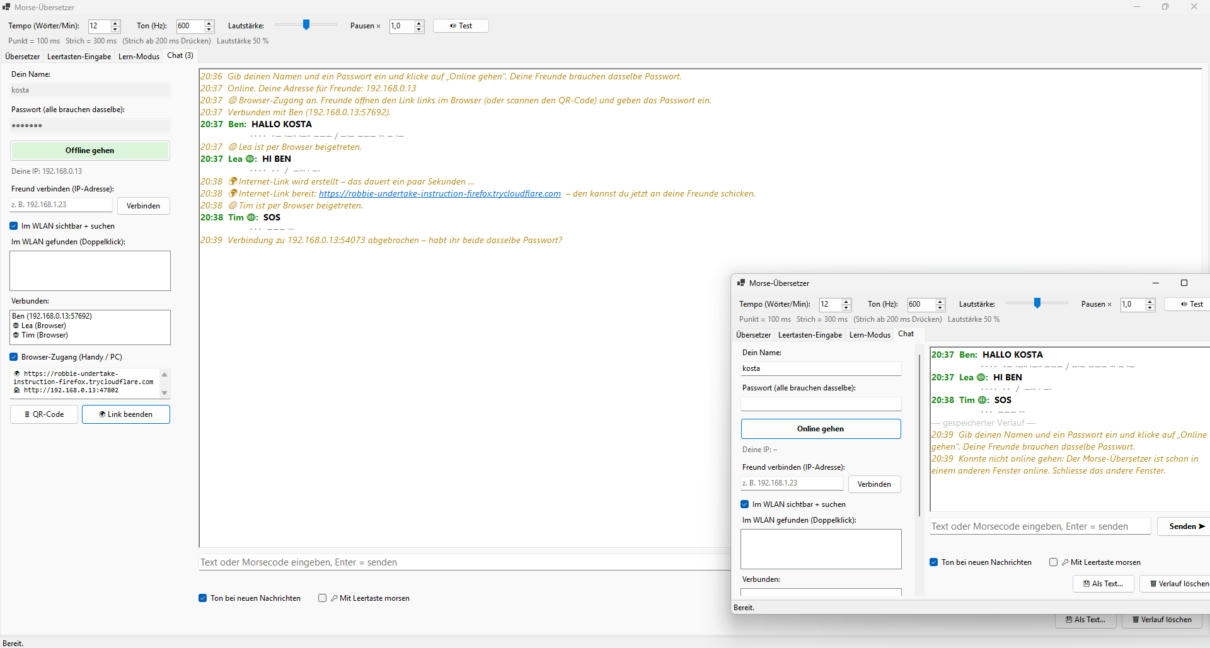 Morse-Übersetzer
Tempo (Wörter/Min): 12 Ton (Hz): 600 Lautstärke: Pausen × 1,0 Test
Punkt = 100 ms Strich = 300 ms (Strich ab 200 ms Drücken) Lautstärke 50 %
Übersetzer Leertasten-Eingabe Lern-Modus Chat (3)
Dein Name:
kosta
Passwort (alle brauchen dasselbe):
•••••••
Offline gehen
Deine IP: 192.168.0.13
Freund verbinden (IP-Adresse):
z. B. 192.168.1.23 Verbinden
Im WLAN sichtbar + suchen
Im WLAN gefunden (Doppelklick):
Verbunden:
Ben (192.168.0.13:57692)
Lea (Browser)
Tim (Browser)
Browser-Zugang (Handy / PC)
https://robbie-undertake-
instruction-firefox.trycloudflare.com
http://192.168.0.13:47802
QR-Code Link beenden
20:36 Gib deinen Namen und ein Passwort ein und klicke auf „Online gehen". Deine Freunde brauchen dasselbe Passwort.
20:37 Online. Deine Adresse für Freunde: 192.168.0.13
20:37 Browser-Zugang an. Freunde öffnen den Link links im Browser (oder scannen den QR-Code) und geben das Passwort ein.
20:37 Verbunden mit Ben (192.168.0.13:57692).
20:37 Ben: HALLO KOSTA
20:37 Lea ist per Browser beigetreten.
20:37 Lea : HI BEN
20:38 Internet-Link wird erstellt – das dauert ein paar Sekunden ...
20:38 Internet-Link bereit: https://robbie-undertake-instruction-firefox.trycloudflare.com – den kannst du jetzt an deine Freunde schicken.
20:38 Tim ist per Browser beigetreten.
20:38 Tim : SOS
20:39 Verbindung zu 192.168.0.13:54073 abgebrochen – habt ihr beide dasselbe Passwort?
Text oder Morsecode eingeben, Enter = senden
Ton bei neuen Nachrichten Mit Leertaste morsen
Als Text... Verlauf löschen
Bereit.
Morse-Übersetzer
Tempo (Wörter/Min): 12 Ton (Hz): 600 Lautstärke: Pausen × 1,0 Test
Punkt = 100 ms Strich = 300 ms (Strich ab 200 ms Drücken) Lautstärke 50 %
Übersetzer Leertasten-Eingabe Lern-Modus Chat
Dein Name:
kosta
Passwort (alle brauchen dasselbe):
Online gehen
Deine IP: –
Freund verbinden (IP-Adresse):
z. B. 192.168.1.23 Verbinden
Im WLAN sichtbar + suchen
Im WLAN gefunden (Doppelklick):
Verbunden:
20:37 Ben: HALLO KOSTA
20:37 Lea : HI BEN
20:38 Tim : SOS
— gespeicherter Verlauf —
20:39 Gib deinen Namen und ein Passwort ein und klicke auf „Online
gehen". Deine Freunde brauchen dasselbe Passwort.
20:39 Konnte nicht online gehen: Der Morse-Übersetzer ist schon in
einem anderen Fenster online. Schliesse das andere Fenster.
Text oder Morsecode eingeben, Enter = senden Senden
Ton bei neuen Nachrichten Mit Leertaste morsen
Als Text... Verlauf löschen
Bereit.